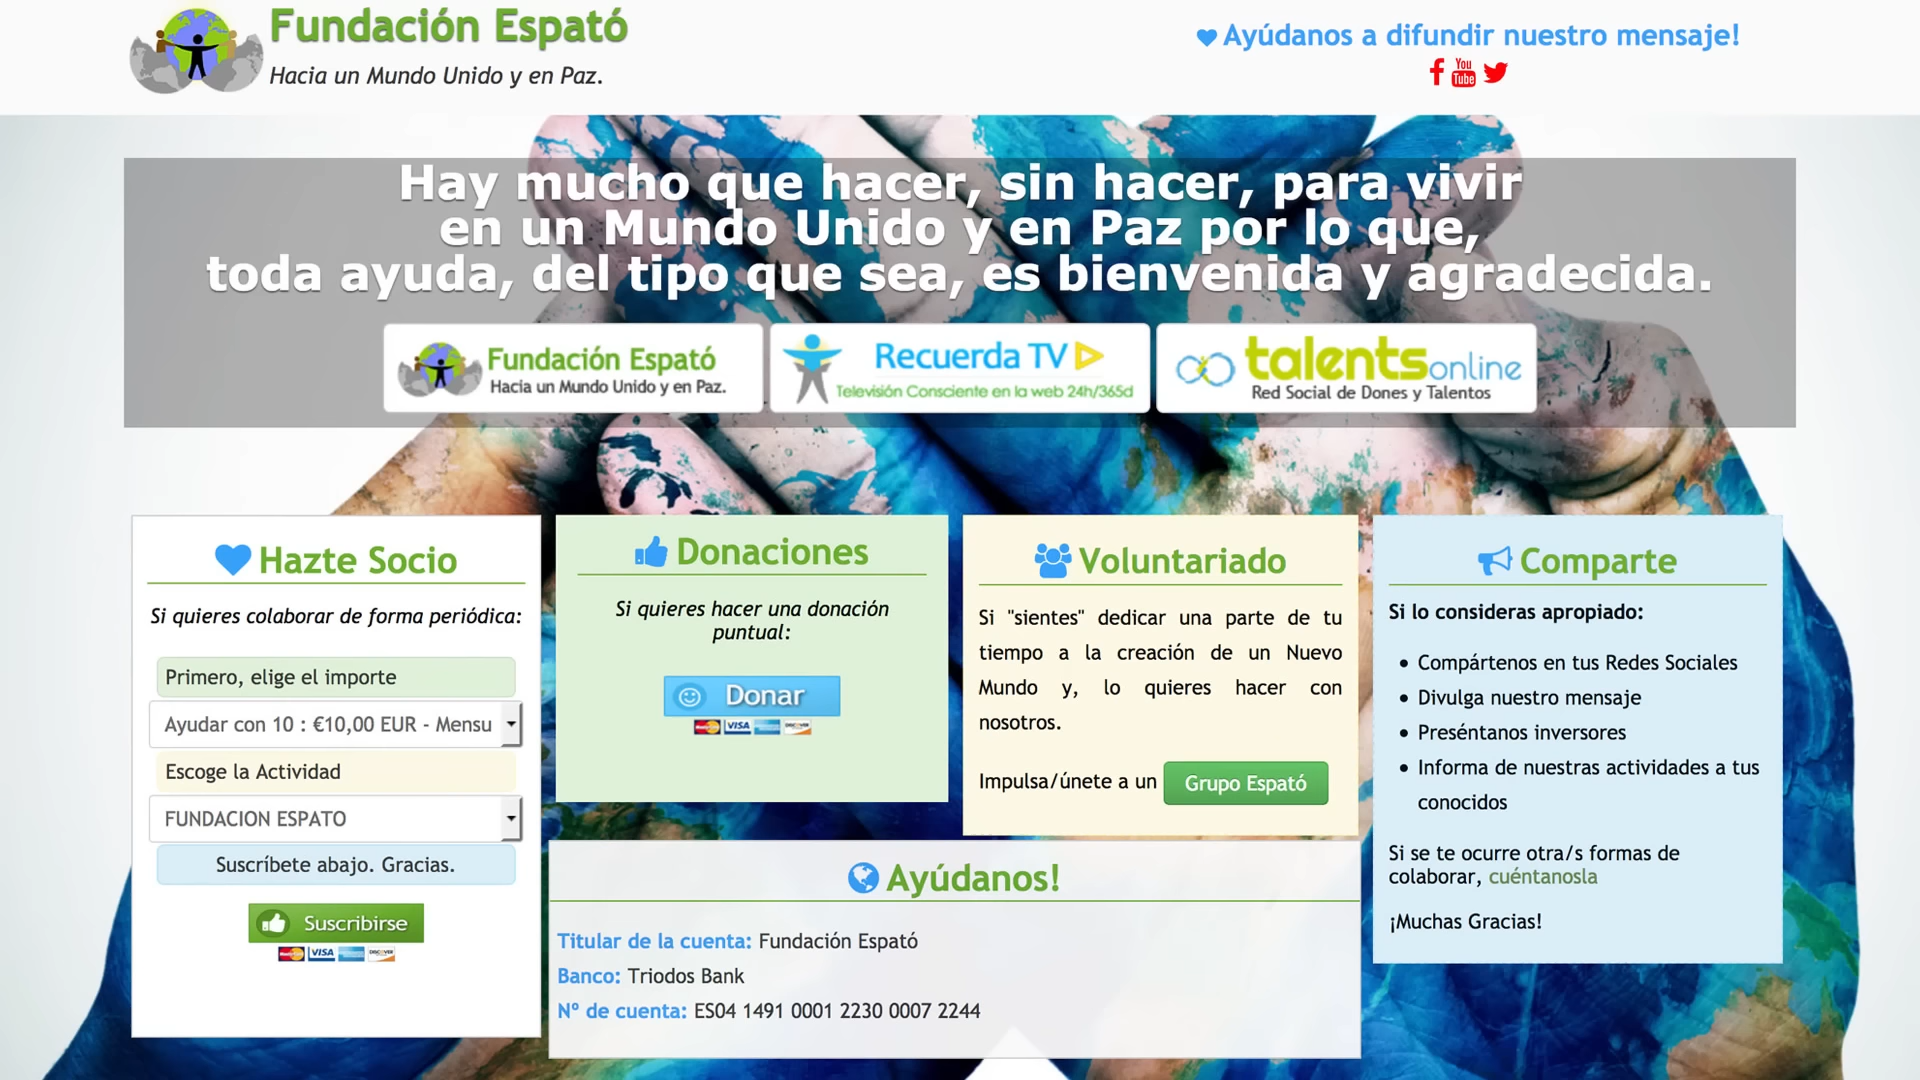 Fundación Espató
Hacia un Mundo Unido y en Paz.
Ayúdanos a difundir nuestro mensaje!
You
Tube
Hay mucho que hacer, sin hacer, para vivir
en un Mundo Unido y en Paz por lo que,
toda ayuda, del tipo que sea, es bienvenida y agradecida.
Fundación Espató
Hacia un Mundo Unido y en Paz.
Recuerda TV
Televisión Consciente en la web 24h/365d
talentsonline
Red Social de Dones y Talentos
Hazte Socio
Si quieres colaborar de forma periódica:
Primero, elige el importe
Ayudar con 10 : €10,00 EUR - Mensu
Escoge la Actividad
FUNDACION ESPATO
Suscríbete abajo. Gracias.
Suscribirse
MasterCard VISA DISCOVER
Donaciones
Si quieres hacer una donación
puntual:
Donar
MasterCard VISA DISCOVER
Voluntariado
Si "sientes" dedicar una parte de tu
tiempo a la creación de un Nuevo
Mundo y, lo quieres hacer con
nosotros.
Impulsa/únete a un Grupo Espató
Comparte
Si lo consideras apropiado:
• Compártenos en tus Redes Sociales
• Divulga nuestro mensaje
• Preséntanos inversores
• Informa de nuestras actividades a tus
conocidos
Si se te ocurre otra/s formas de
colaborar, cuéntanosla
¡Muchas Gracias!
Ayúdanos!
Titular de la cuenta: Fundación Espató
Banco: Triodos Bank
Nº de cuenta: ES04 1491 0001 2230 0007 2244